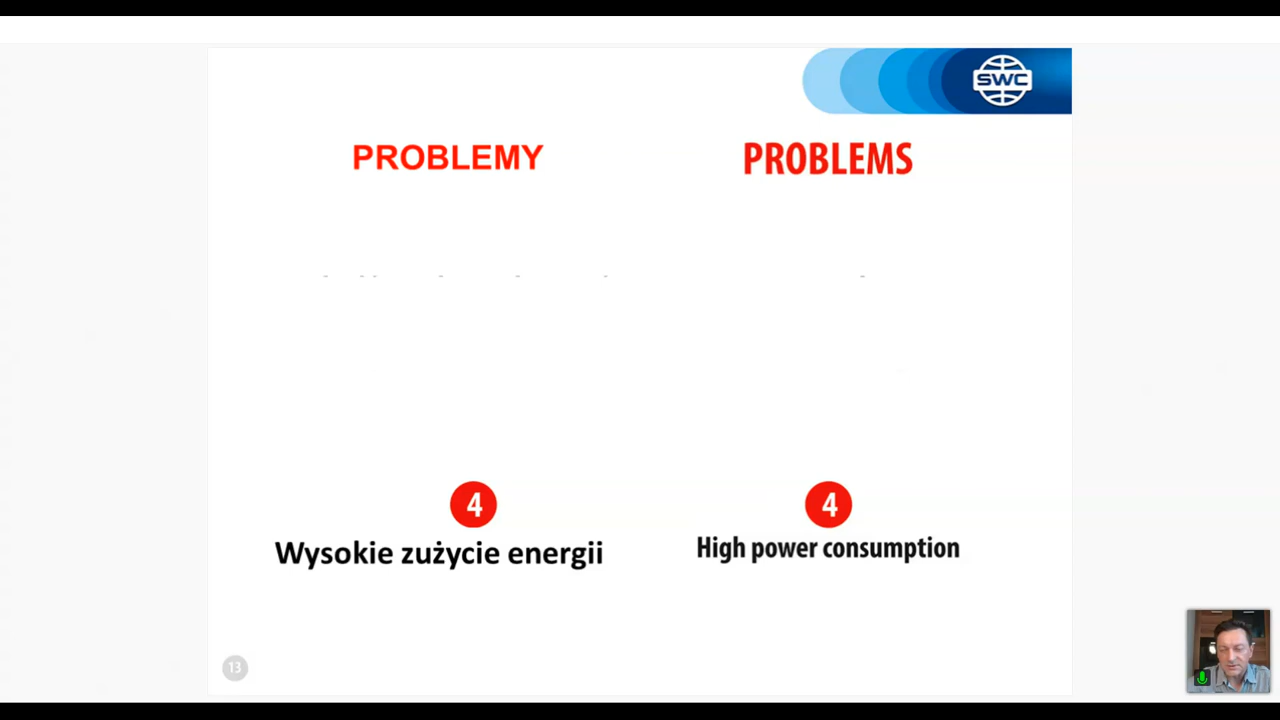 SWC
PROBLEMY
PROBLEMS
4
Wysokie zużycie energii
4
High power consumption
13